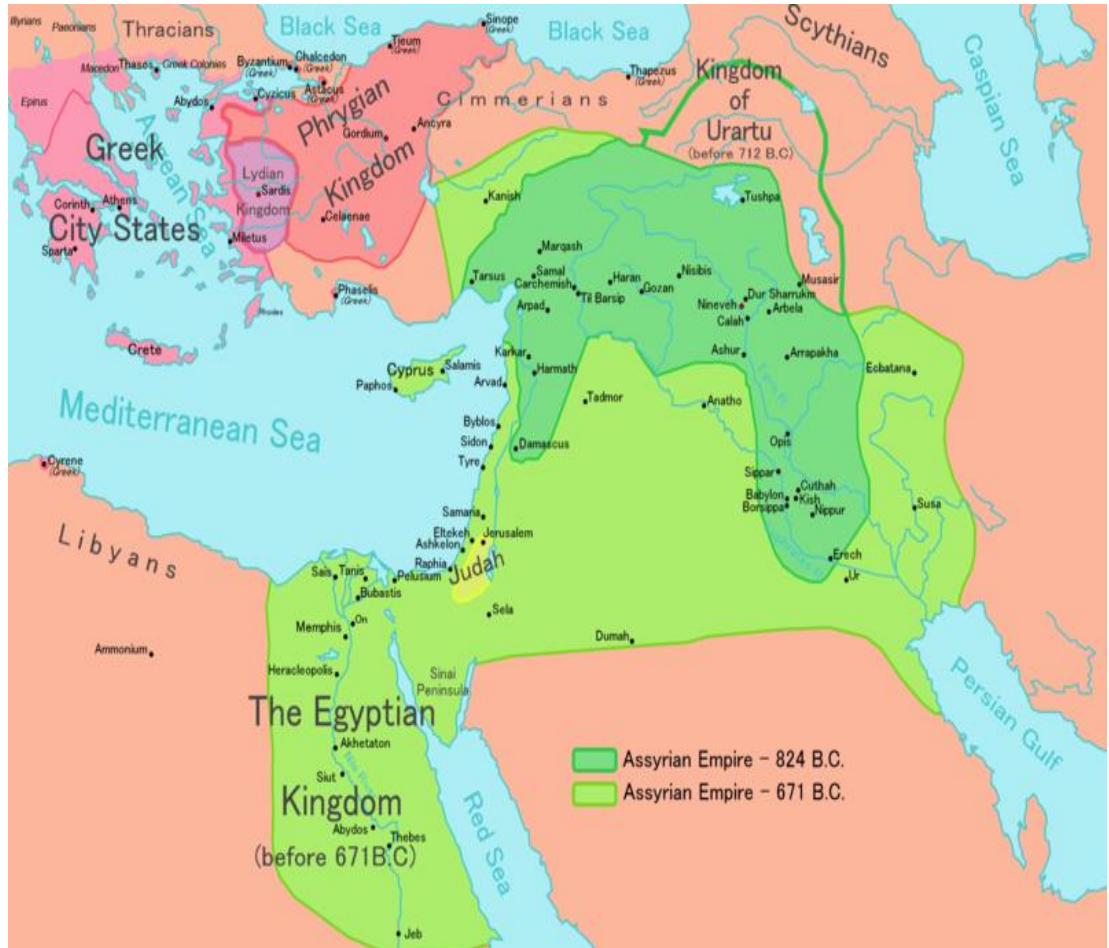 Illyrians
Paeonians
Thracians
Black Sea
Tieum
(Greek)
Sinope
(Greek)
Black Sea
Scythians
Caspian Sea
Macedon
Thasos
Greek Colonies
Byzantium
(Greek)
Chalcedon
(Greek)
Astacus
(Greek)
Thapezus
(Greek)
Kingdom
of
Urartu
(before 712 B.C)
Epirus
Abydos
Cyzicus
Phrygian
Kingdom
Gordium
Ancyra
Cimmerians
Greek
City States
Aegean Sea
Lydian
Kingdom
Sardis
Kanish
Tushpa
Corinth
Athens
Sparta
Miletus
Celaenae
Marqash
Tarsus
Samal
Carchemish
Haran
Nisibis
Musasir
Phaselis
(Greek)
Til Barsip
Gozan
Dur Sharrukm
Nineveh
Arbela
Rhodes
Arpad
Calah
Crete
Karkar
Ashur
Arrapakha
Cyprus
Salamis
Harmath
Ecbatana
Paphos
Arvad
Tadmor
Anatho
Mediterranean Sea
Byblos
Sidon
Damascus
Opis
Tyre
Sippar
Cyrene
(Greek)
Cuthah
Babylon
Kish
Borsippa
Nippur
Susa
Samaria
Libyans
Eltekeh
Jerusalem
Ashkelon
Raphia
Judah
Erech
Ur
Sais
Tanis
Pelusium
Bubastis
Sela
Memphis
On
Dumah
Ammonium
Heracleopolis
Sinai
Peninsula
Persian Gulf
The Egyptian
Kingdom
(before 671B.C)
Akhetaton
Siut
Abydos
Thebes
Jeb
Red Sea
Assyrian Empire - 824 B.C.
Assyrian Empire - 671 B.C.